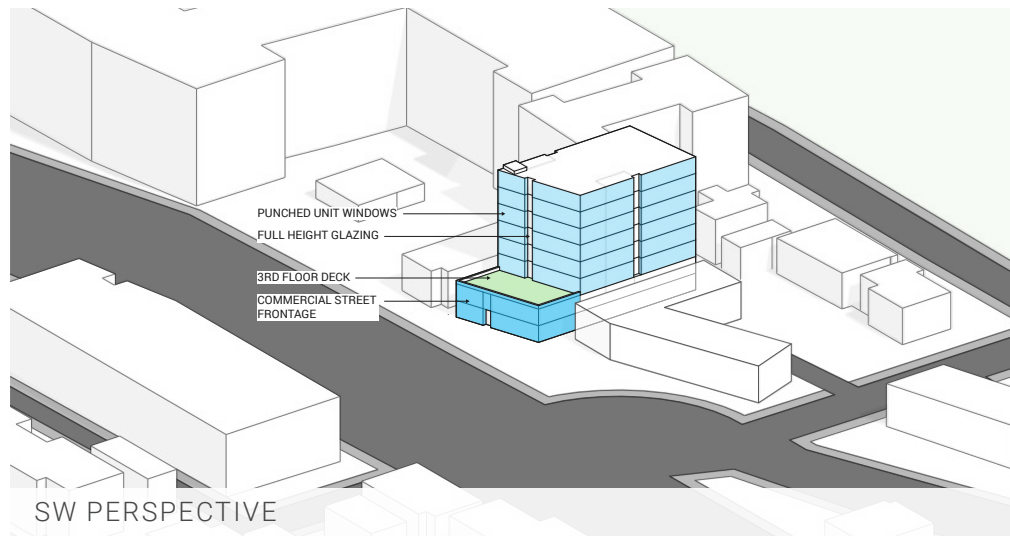 PUNCHED UNIT WINDOWS
FULL HEIGHT GLAZING
3RD FLOOR DECK
COMMERCIAL STREET
FRONTAGE
SW PERSPECTIVE